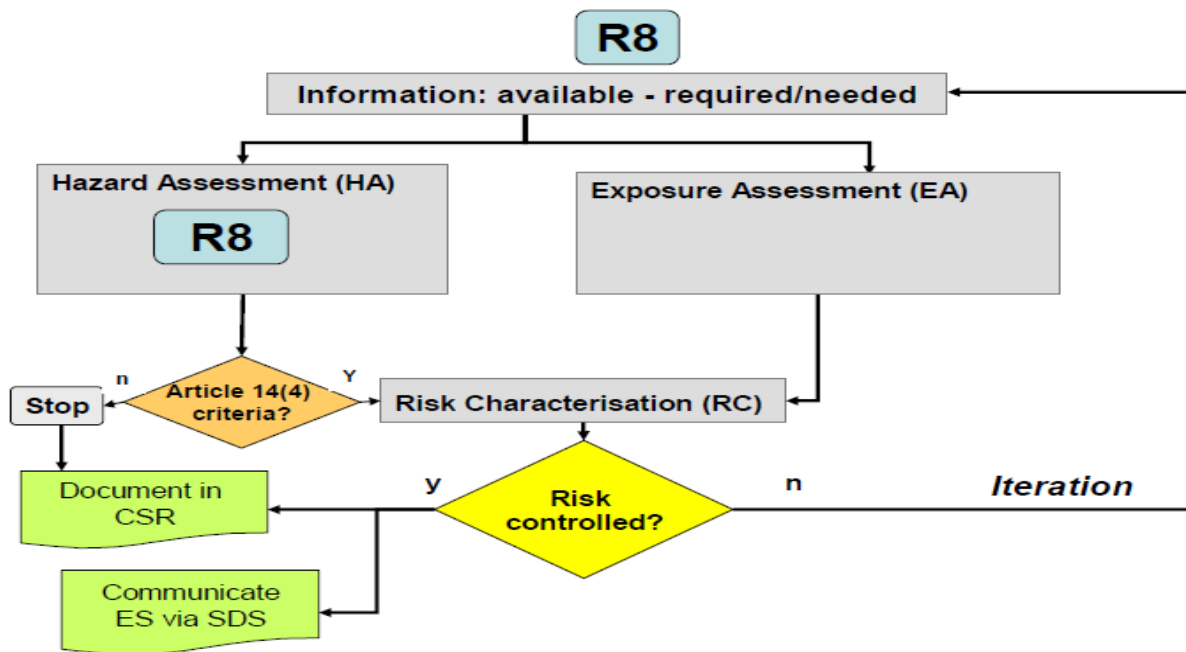 R8
Information: available - required/needed
Hazard Assessment (HA)
R8
Exposure Assessment (EA)
n
Article 14(4)
criteria?
Y
Stop
Risk Characterisation (RC)
Document in
CSR
y
Risk
controlled?
n
Iteration
Communicate
ES via SDS